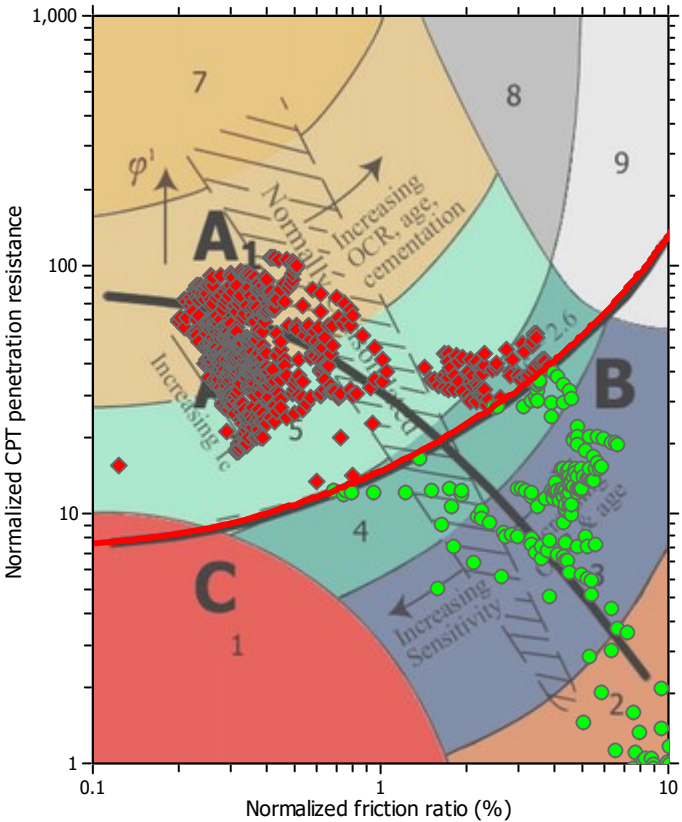 1,000
7
8
9
φ'
Increasing
OCR, age,
cementation
Normally
A1
100
2.6
Increasing Ic
B
5
10
4
& age
3
C
Increasing
Sensitivity
1
2
1
0.1
1
10
Normalized friction ratio (%)
Normalized CPT penetration resistance